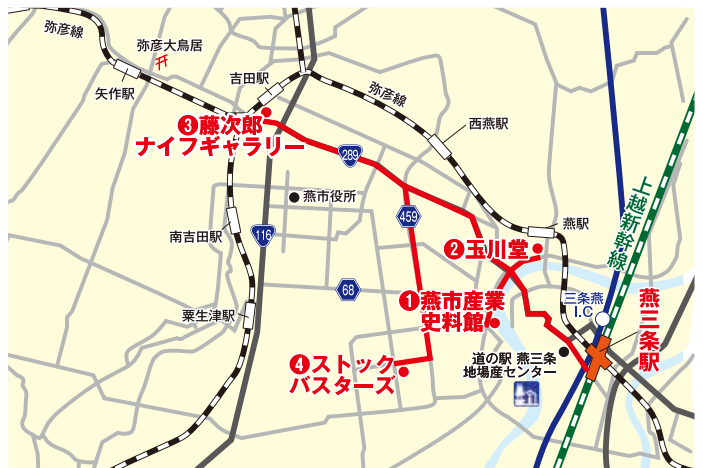 弥彦線
弥彦大鳥居
矢作駅
吉田駅
弥彦線
❸藤次郎
ナイフギャラリー
西燕駅
289
燕市役所
459
上越新幹線
南吉田駅
116
❷玉川堂
燕駅
68
❶燕市産業
史料館
三条燕
I.C
燕三条駅
粟生津駅
❹ストック
バスターズ
道の駅 燕三条
地場産センター